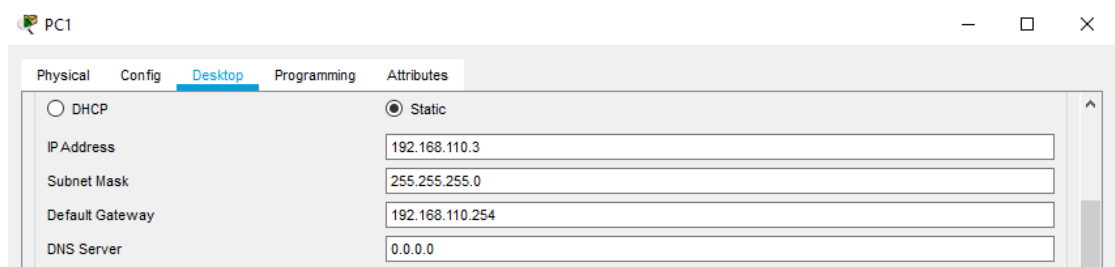 PC1
Physical Config Desktop Programming Attributes
DHCP Static
IP Address 192.168.110.3
Subnet Mask 255.255.255.0
Default Gateway 192.168.110.254
DNS Server 0.0.0.0